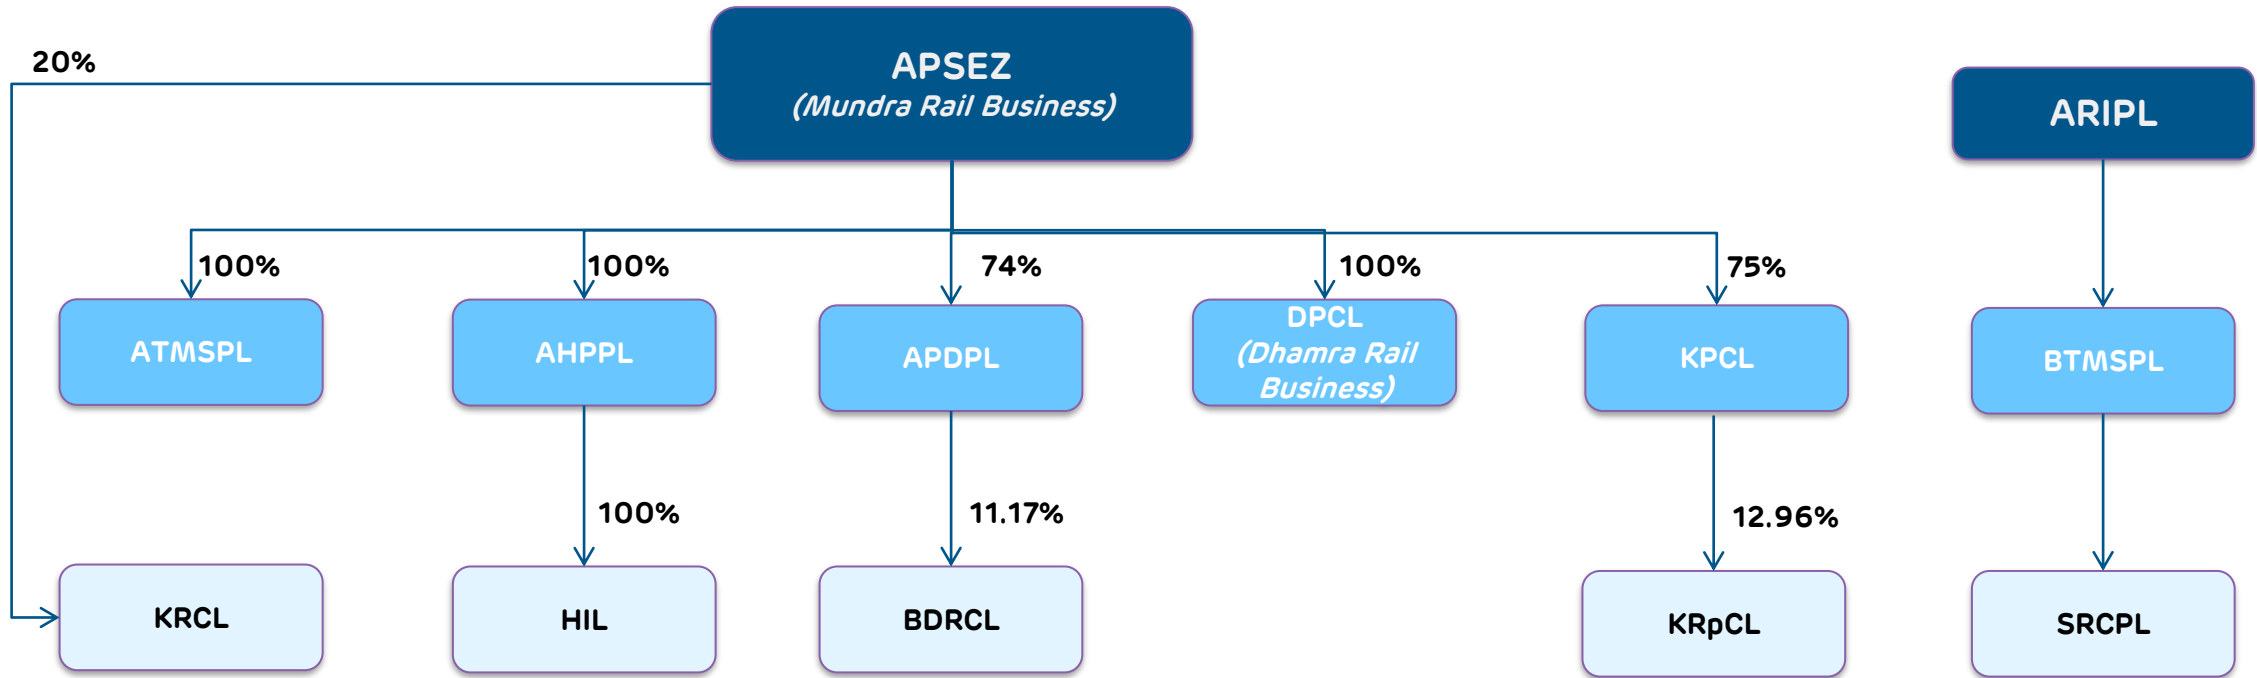 20%
APSEZ
(Mundra Rail Business)
ARIPL
100%
100%
74%
100%
75%
ATMSPL
AHPPL
APDPL
DPCL
(Dhamra Rail
Business)
KPCL
BTMSPL
100%
11.17%
12.96%
KRCL
HIL
BDRCL
KRpCL
SRCPL